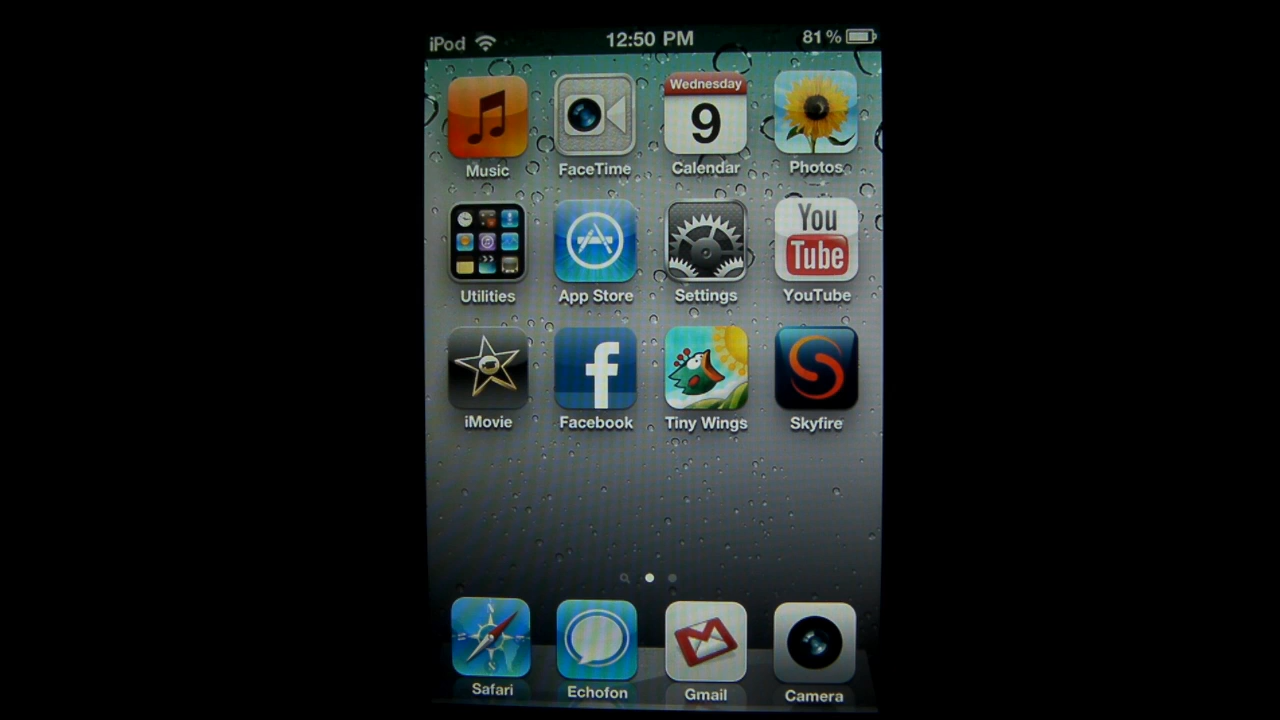 iPod 12:50 PM 81%
Wednesday
9
Music FaceTime Calendar Photos
You
Tube
Utilities App Store Settings YouTube
f
iMovie Facebook Tiny Wings Skyfire
N
Safari Echofon Gmail Camera